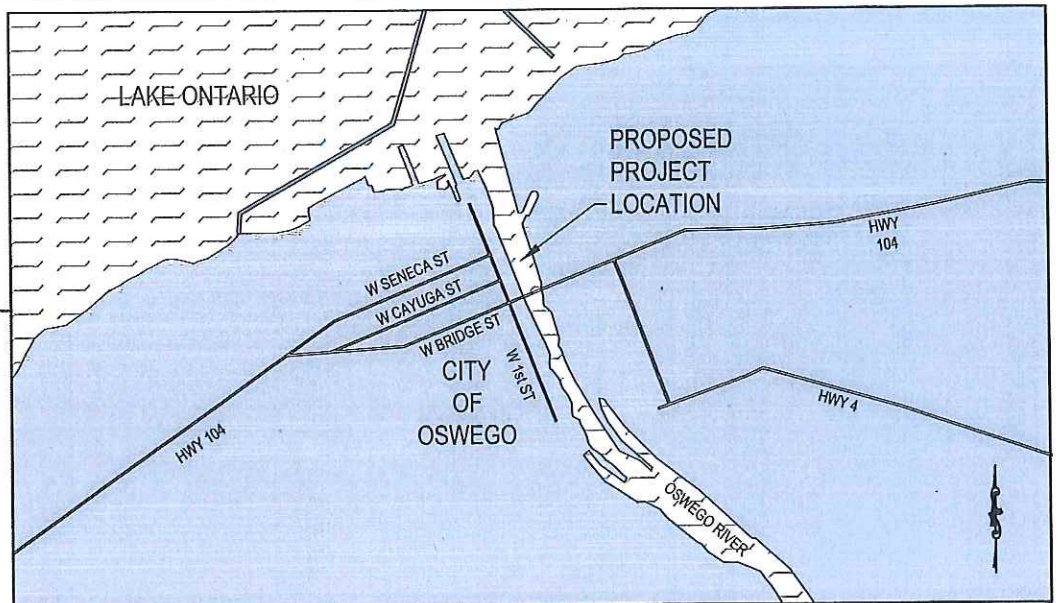 LAKE ONTARIO
PROPOSED
PROJECT
LOCATION
HWY
104
W SENECA ST
W CAYUGA ST
W BRIDGE ST
W 1st ST
CITY
OF
OSWEGO
HWY 104
HWY 4
OSWEGO RIVER